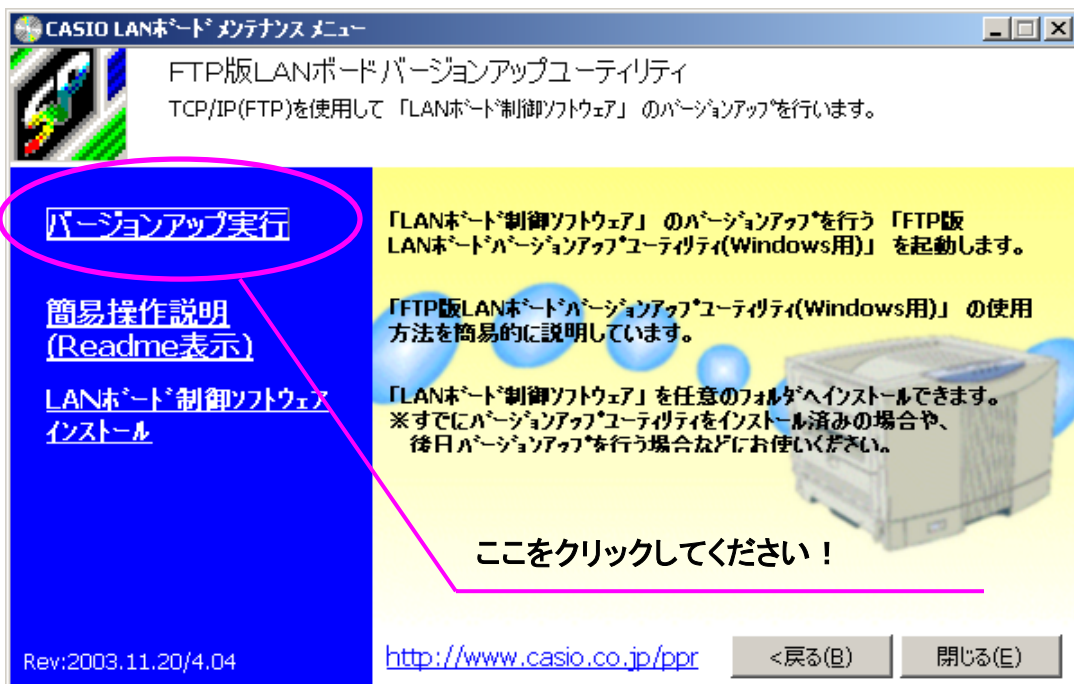 CASIO LANﾎﾞｰﾄﾞ ﾒﾝﾃﾅﾝｽ ﾒﾆｭｰ
FTP版LANボード バージョンアップユーティリティ
TCP/IP(FTP)を使用して 「LANﾎﾞｰﾄﾞ制御ｿﾌﾄｳｪｱ」 のﾊﾞｰｼﾞｮﾝｱｯﾌﾟを行います。
バージョンアップ実行
「LANﾎﾞｰﾄﾞ制御ｿﾌﾄｳｪｱ」 のﾊﾞｰｼﾞｮﾝｱｯﾌﾟを行う 「FTP版
LANﾎﾞｰﾄﾞﾊﾞｰｼﾞｮﾝｱｯﾌﾟﾕｰﾃｨﾘﾃｨ(Windows用)」 を起動します。
簡易操作説明
(Readme表示)
「FTP版LANﾎﾞｰﾄﾞﾊﾞｰｼﾞｮﾝｱｯﾌﾟﾕｰﾃｨﾘﾃｨ(Windows用)」 の使用
方法を簡易的に説明しています。
LANﾎﾞｰﾄﾞ制御ｿﾌﾄｳｪｱ
ｲﾝｽﾄｰﾙ
「LANﾎﾞｰﾄﾞ制御ｿﾌﾄｳｪｱ」を任意のﾌｫﾙﾀﾞへｲﾝｽﾄｰﾙできます。
※すでにﾊﾞｰｼﾞｮﾝｱｯﾌﾟﾕｰﾃｨﾘﾃｨをｲﾝｽﾄｰﾙ済みの場合や、
後日ﾊﾞｰｼﾞｮﾝｱｯﾌﾟを行う場合などにお使いください。
ここをクリックしてください！
Rev:2003.11.20/4.04
http://www.casio.co.jp/ppr
<戻る(B)
閉じる(E)